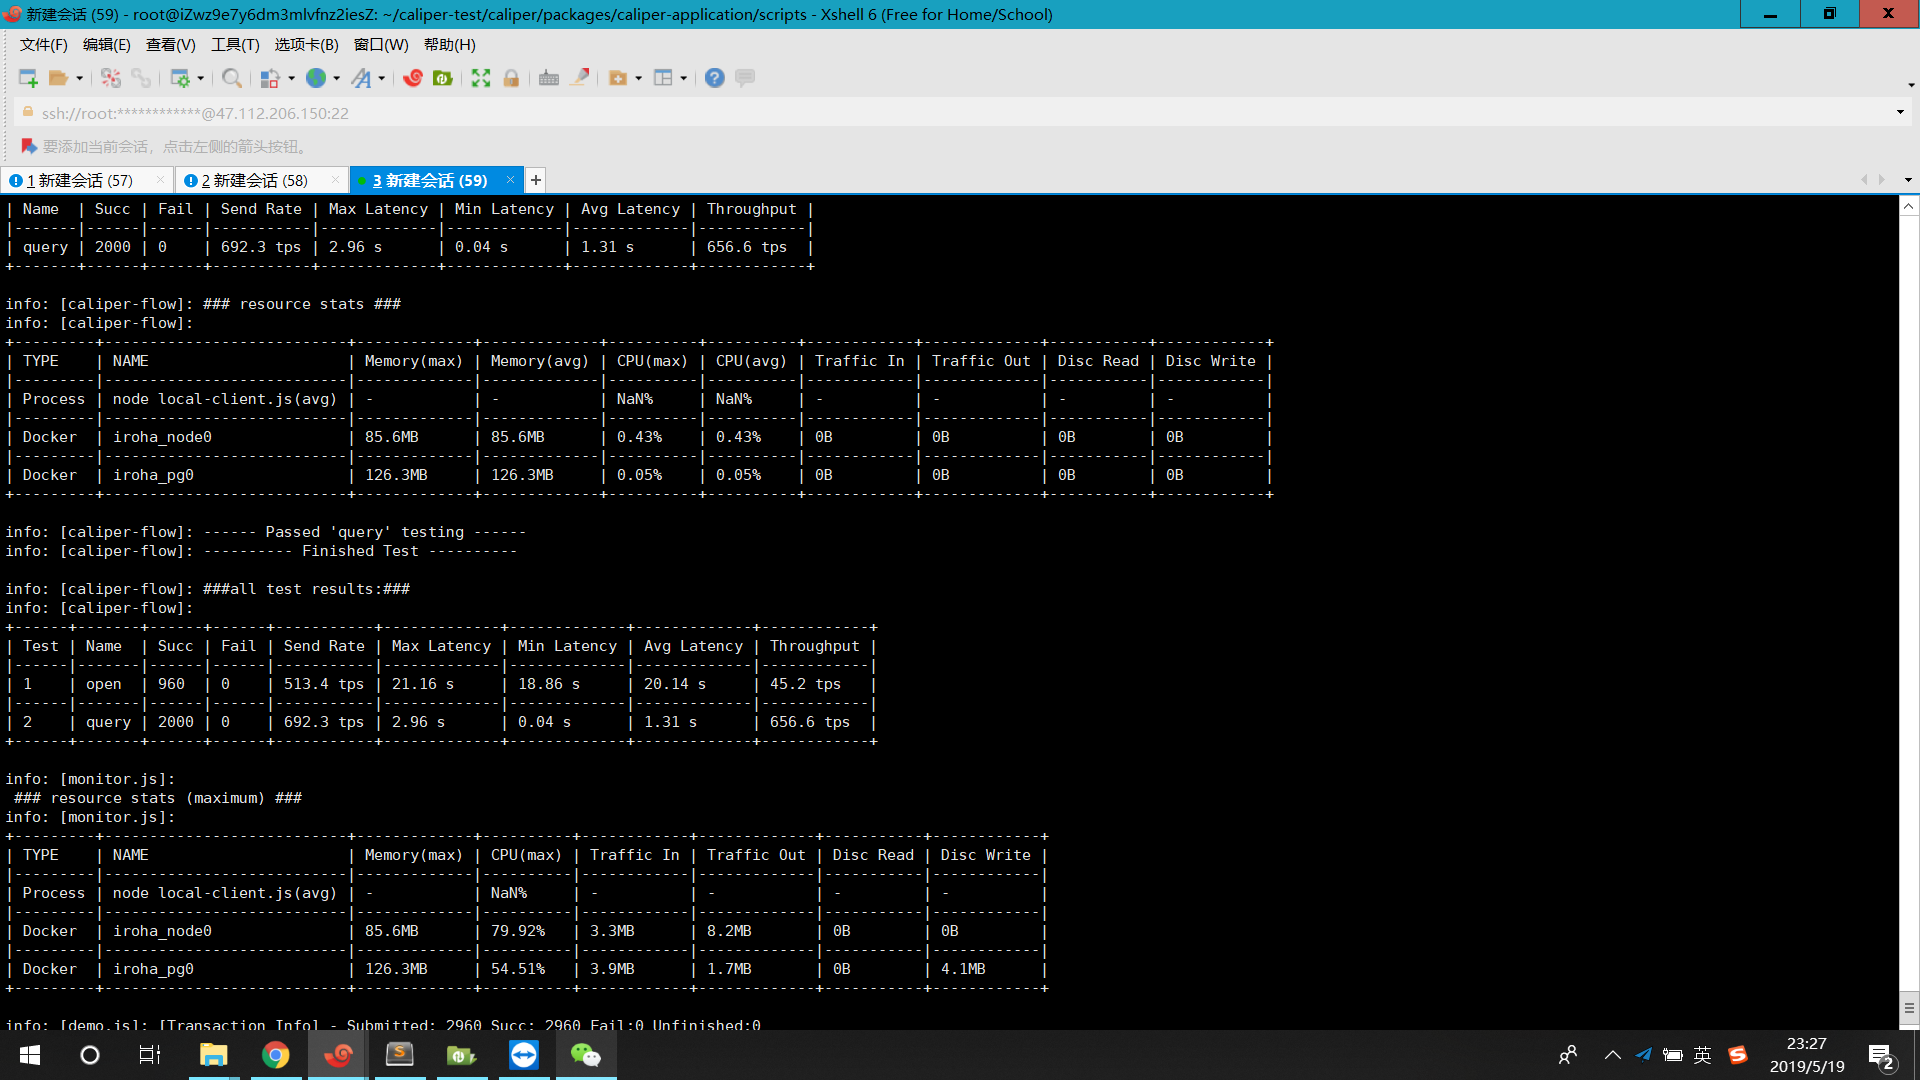 新建会话 (59) - root@iZwz9e7y6dm3mlvfnz2iesZ: ~/caliper-test/caliper/packages/caliper-application/scripts - Xshell 6 (Free for Home/School)
文件(F) 编辑(E) 查看(V) 工具(T) 选项卡(B) 窗口(W) 帮助(H)
ssh://root:************@47.112.206.150:22
要添加当前会话，点击左侧的箭头按钮。
1 新建会话 (57) × 2 新建会话 (58) × 3 新建会话 (59) × +
| Name  | Succ | Fail | Send Rate | Max Latency | Min Latency | Avg Latency | Throughput |
|-------|------|------|-----------|-------------|-------------|-------------|------------|
| query | 2000 | 0    | 692.3 tps | 2.96 s      | 0.04 s      | 1.31 s      | 656.6 tps  |
+-------+------+------+-----------+-------------+-------------+-------------+------------+
info: [caliper-flow]: ### resource stats ###
info: [caliper-flow]:
+---------+---------------------------+-------------+-------------+----------+----------+------------+-------------+-----------+------------+
| TYPE    | NAME                      | Memory(max) | Memory(avg) | CPU(max) | CPU(avg) | Traffic In | Traffic Out | Disc Read | Disc Write |
|---------|---------------------------|-------------|-------------|----------|----------|------------|-------------|-----------|------------|
| Process | node local-client.js(avg) | -           | -           | NaN%     | NaN%     | -          | -           | -         | -          |
|---------|---------------------------|-------------|-------------|----------|----------|------------|-------------|-----------|------------|
| Docker  | iroha_node0               | 85.6MB      | 85.6MB      | 0.43%    | 0.43%    | 0B         | 0B          | 0B        | 0B         |
|---------|---------------------------|-------------|-------------|----------|----------|------------|-------------|-----------|------------|
| Docker  | iroha_pg0                 | 126.3MB     | 126.3MB     | 0.05%    | 0.05%    | 0B         | 0B          | 0B        | 0B         |
+---------+---------------------------+-------------+-------------+----------+----------+------------+-------------+-----------+------------+
info: [caliper-flow]: ------ Passed 'query' testing ------
info: [caliper-flow]: ---------- Finished Test ----------
info: [caliper-flow]: ###all test results:###
info: [caliper-flow]:
+------+-------+------+------+-----------+-------------+-------------+-------------+------------+
| Test | Name  | Succ | Fail | Send Rate | Max Latency | Min Latency | Avg Latency | Throughput |
|------|-------|------|------|-----------|-------------|-------------|-------------|------------|
| 1    | open  | 960  | 0    | 513.4 tps | 21.16 s     | 18.86 s     | 20.14 s     | 45.2 tps   |
|------|-------|------|------|-----------|-------------|-------------|-------------|------------|
| 2    | query | 2000 | 0    | 692.3 tps | 2.96 s      | 0.04 s      | 1.31 s      | 656.6 tps  |
+------+-------+------+------+-----------+-------------+-------------+-------------+------------+
info: [monitor.js]:
### resource stats (maximum) ###
info: [monitor.js]:
+---------+---------------------------+-------------+----------+------------+-------------+-----------+------------+
| TYPE    | NAME                      | Memory(max) | CPU(max) | Traffic In | Traffic Out | Disc Read | Disc Write |
|---------|---------------------------|-------------|----------|------------|-------------|-----------|------------|
| Process | node local-client.js(avg) | -           | NaN%     | -          | -           | -         | -          |
|---------|---------------------------|-------------|----------|------------|-------------|-----------|------------|
| Docker  | iroha_node0               | 85.6MB      | 79.92%   | 3.3MB      | 8.2MB       | 0B        | 0B         |
|---------|---------------------------|-------------|----------|------------|-------------|-----------|------------|
| Docker  | iroha_pg0                 | 126.3MB     | 54.51%   | 3.9MB      | 1.7MB       | 0B        | 4.1MB      |
+---------+---------------------------+-------------+----------+------------+-------------+-----------+------------+
info: [demo.js]: [Transaction Info] - Submitted: 2960 Succ: 2960 Fail:0 Unfinished:0
英
23:27
2019/5/19
2